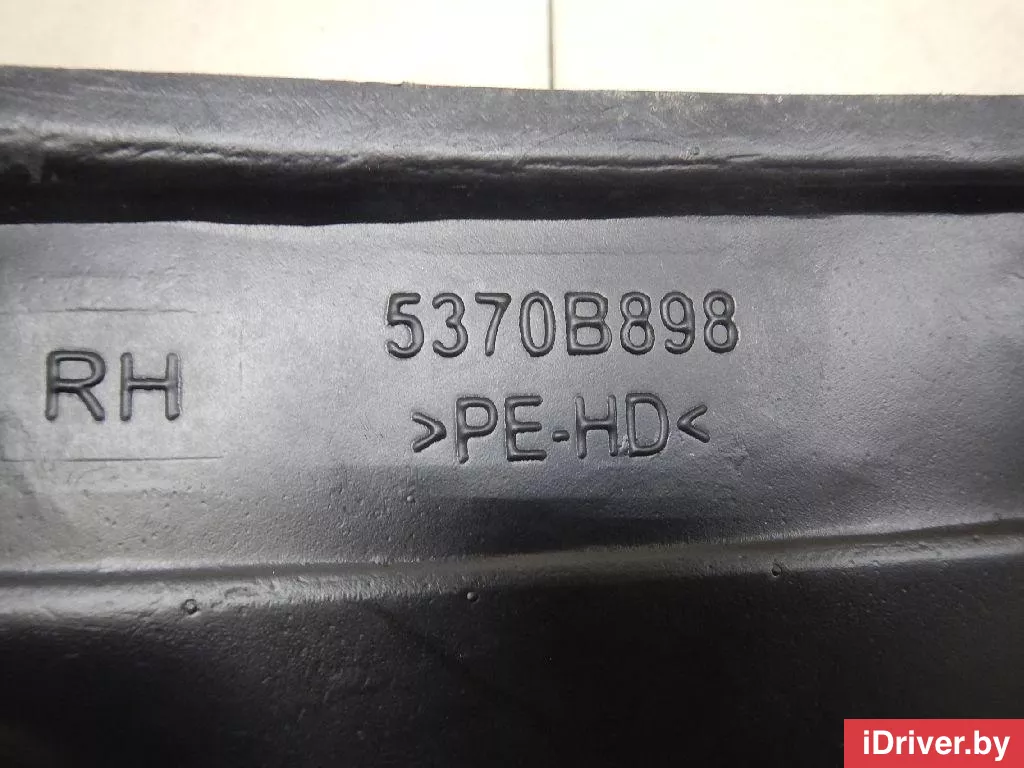 5370B898
RH
>PE-HD<
iDriver.by